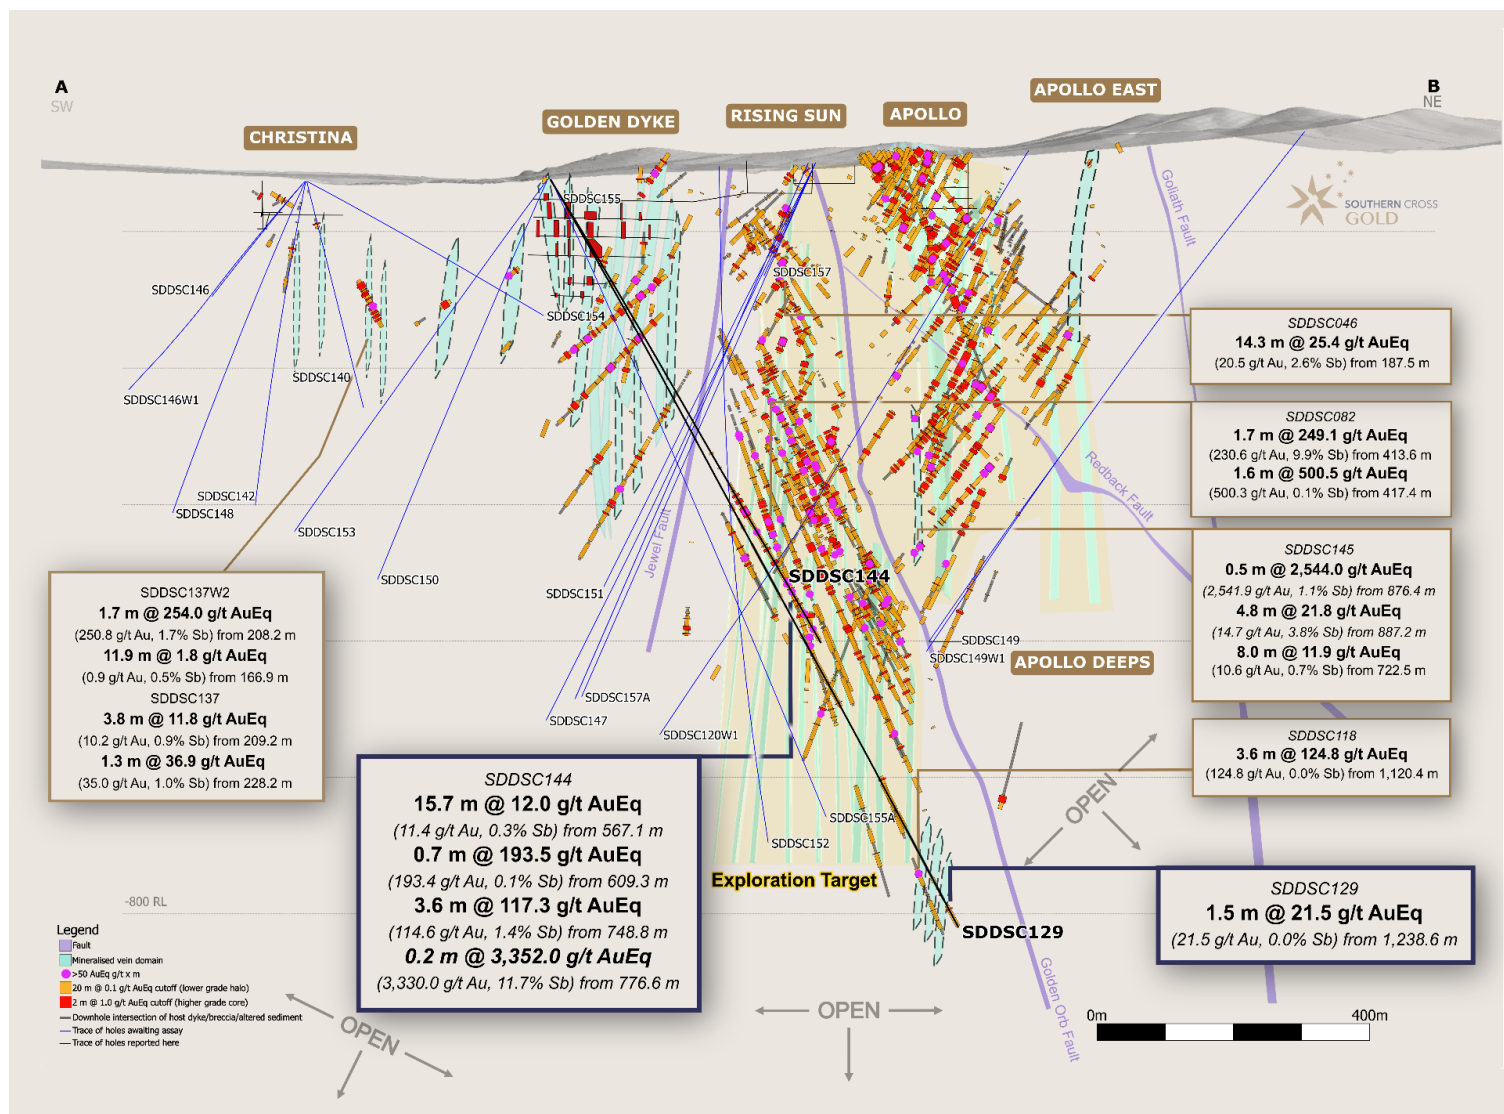 A
SW
B
NE
CHRISTINA
GOLDEN DYKE
RISING SUN
APOLLO
APOLLO EAST
SOUTHERN CROSS
GOLD
Goliath Fault
SDDSC155
SDDSC157
SDDSC146
SDDSC154
SDDSC140
SDDSC146W1
SDDSC142
SDDSC148
SDDSC153
SDDSC150
SDDSC151
Jewel Fault
Redback Fault
SDDSC144
SDDSC149
SDDSC149W1
APOLLO DEEPS
SDDSC157A
SDDSC147
SDDSC120W1
SDDSC155A
SDDSC152
Exploration Target
SDDSC129
Golden Orb Fault
SDDSC046
14.3 m @ 25.4 g/t AuEq
(20.5 g/t Au, 2.6% Sb) from 187.5 m
SDDSC082
1.7 m @ 249.1 g/t AuEq
(230.6 g/t Au, 9.9% Sb) from 413.6 m
1.6 m @ 500.5 g/t AuEq
(500.3 g/t Au, 0.1% Sb) from 417.4 m
SDDSC145
0.5 m @ 2,544.0 g/t AuEq
(2,541.9 g/t Au, 1.1% Sb) from 876.4 m
4.8 m @ 21.8 g/t AuEq
(14.7 g/t Au, 3.8% Sb) from 887.2 m
8.0 m @ 11.9 g/t AuEq
(10.6 g/t Au, 0.7% Sb) from 722.5 m
SDDSC118
3.6 m @ 124.8 g/t AuEq
(124.8 g/t Au, 0.0% Sb) from 1,120.4 m
SDDSC137W2
1.7 m @ 254.0 g/t AuEq
(250.8 g/t Au, 1.7% Sb) from 208.2 m
11.9 m @ 1.8 g/t AuEq
(0.9 g/t Au, 0.5% Sb) from 166.9 m
SDDSC137
3.8 m @ 11.8 g/t AuEq
(10.2 g/t Au, 0.9% Sb) from 209.2 m
1.3 m @ 36.9 g/t AuEq
(35.0 g/t Au, 1.0% Sb) from 228.2 m
SDDSC144
15.7 m @ 12.0 g/t AuEq
(11.4 g/t Au, 0.3% Sb) from 567.1 m
0.7 m @ 193.5 g/t AuEq
(193.4 g/t Au, 0.1% Sb) from 609.3 m
3.6 m @ 117.3 g/t AuEq
(114.6 g/t Au, 1.4% Sb) from 748.8 m
0.2 m @ 3,352.0 g/t AuEq
(3,330.0 g/t Au, 11.7% Sb) from 776.6 m
SDDSC129
1.5 m @ 21.5 g/t AuEq
(21.5 g/t Au, 0.0% Sb) from 1,238.6 m
OPEN
-800 RL
Legend
Fault
Mineralised vein domain
>50 AuEq g/t x m
20 m @ 0.1 g/t AuEq cutoff (lower grade halo)
2 m @ 1.0 g/t AuEq cutoff (higher grade core)
Downhole intersection of host dyke/breccia/altered sediment
Trace of holes awaiting assay
Trace of holes reported here
OPEN
OPEN
0m
400m